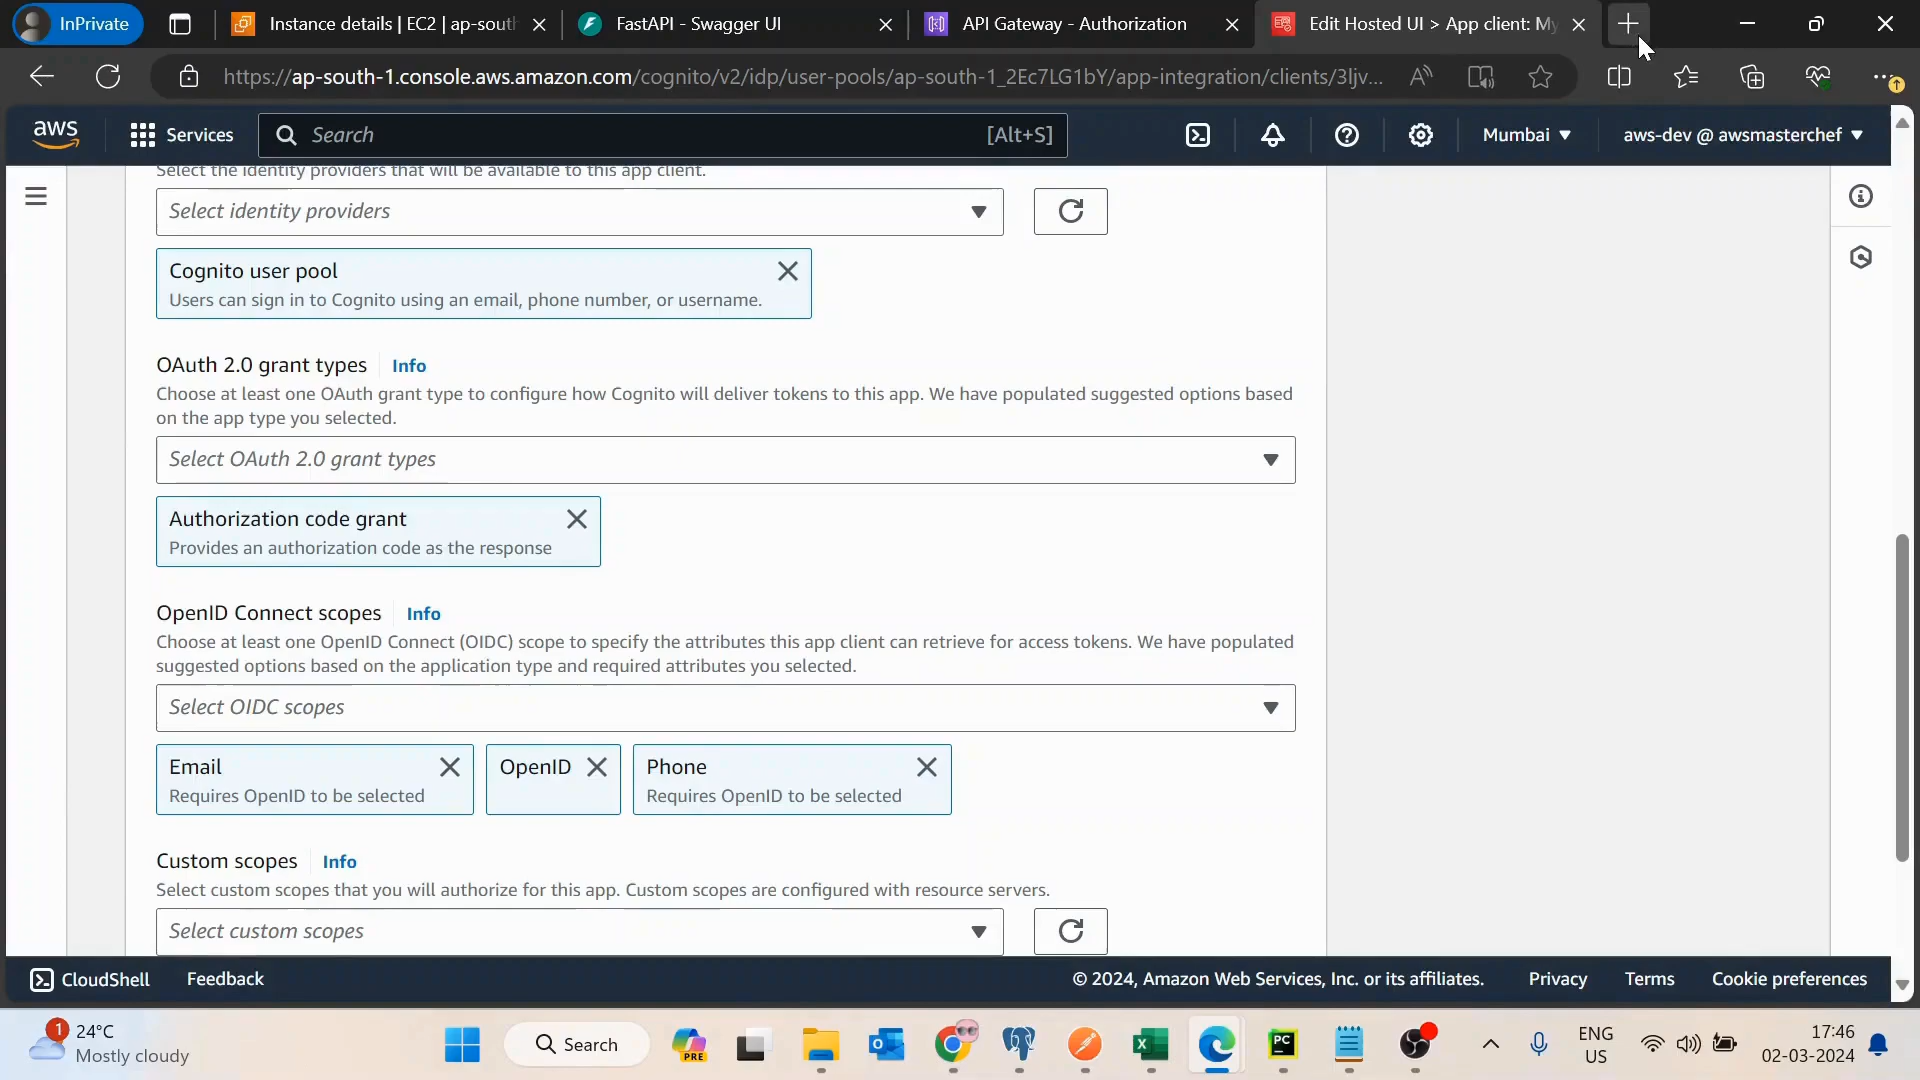 InPrivate
Instance details | EC2 | ap-sout
FastAPI - Swagger UI
API Gateway - Authorization
Edit Hosted UI > App client: My
https://ap-south-1.console.aws.amazon.com/cognito/v2/idp/user-pools/ap-south-1_2Ec7LG1bY/app-integration/clients/3ljv...
aws
Services
Search
[Alt+S]
Mumbai
aws-dev @ awsmasterchef
Select the identity providers that will be available to this app client.
Select identity providers
Cognito user pool
Users can sign in to Cognito using an email, phone number, or username.
OAuth 2.0 grant types
Info
Choose at least one OAuth grant type to configure how Cognito will deliver tokens to this app. We have populated suggested options based
on the app type you selected.
Select OAuth 2.0 grant types
Authorization code grant
Provides an authorization code as the response
OpenID Connect scopes
Info
Choose at least one OpenID Connect (OIDC) scope to specify the attributes this app client can retrieve for access tokens. We have populated
suggested options based on the application type and required attributes you selected.
Select OIDC scopes
Email
Requires OpenID to be selected
OpenID
Phone
Requires OpenID to be selected
Custom scopes
Info
Select custom scopes that you will authorize for this app. Custom scopes are configured with resource servers.
Select custom scopes
CloudShell
Feedback
© 2024, Amazon Web Services, Inc. or its affiliates.
Privacy
Terms
Cookie preferences
1
24°C
Mostly cloudy
Search
PRE
PC
ENG
US
17:46
02-03-2024